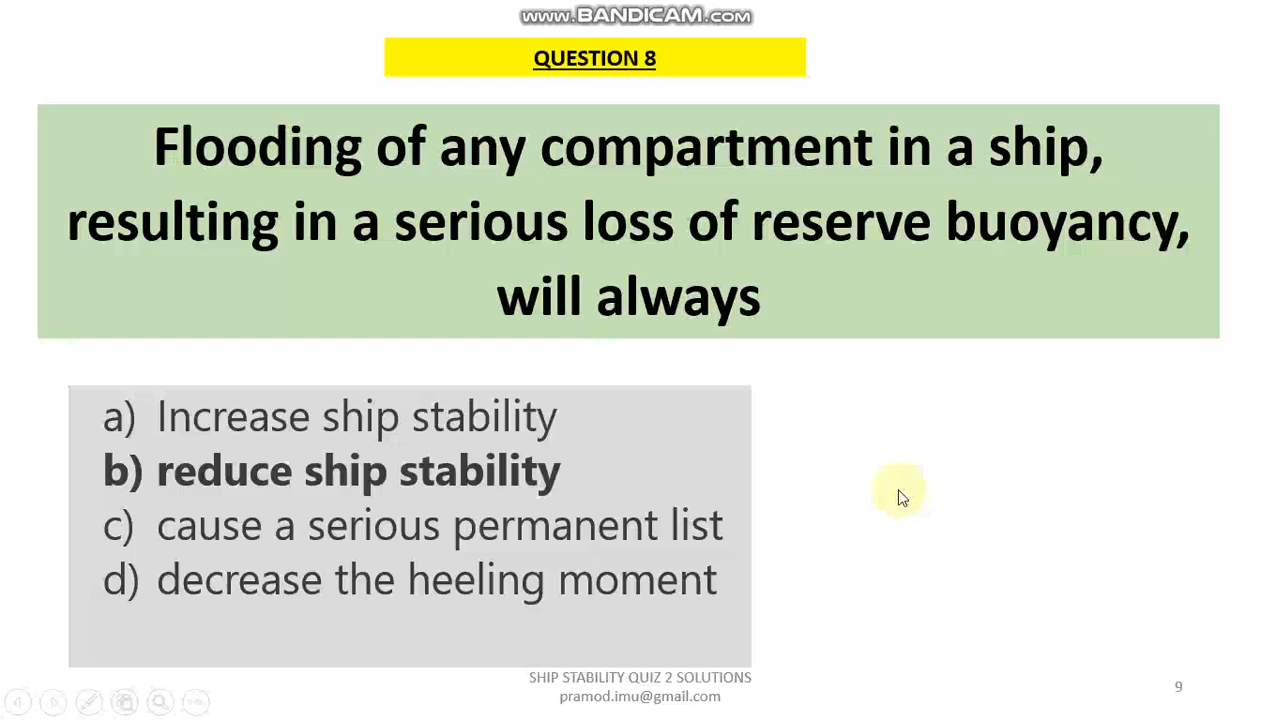 WWW.BANDICAM.COM
QUESTION 8
Flooding of any compartment in a ship,
resulting in a serious loss of reserve buoyancy,
will always
a) Increase ship stability
b) reduce ship stability
c) cause a serious permanent list
d) decrease the heeling moment
SHIP STABILITY QUIZ 2 SOLUTIONS
pramod.imu@gmail.com
9